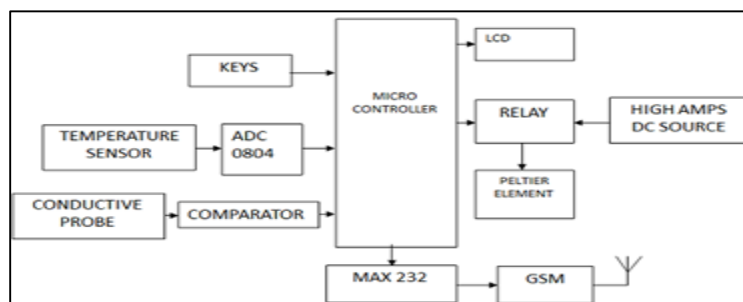 KEYS
TEMPERATURE
SENSOR
ADC
0804
CONDUCTIVE
PROBE
COMPARATOR
MICRO
CONTROLLER
LCD
RELAY
HIGH AMPS
DC SOURCE
PELTIER
ELEMENT
MAX 232
GSM